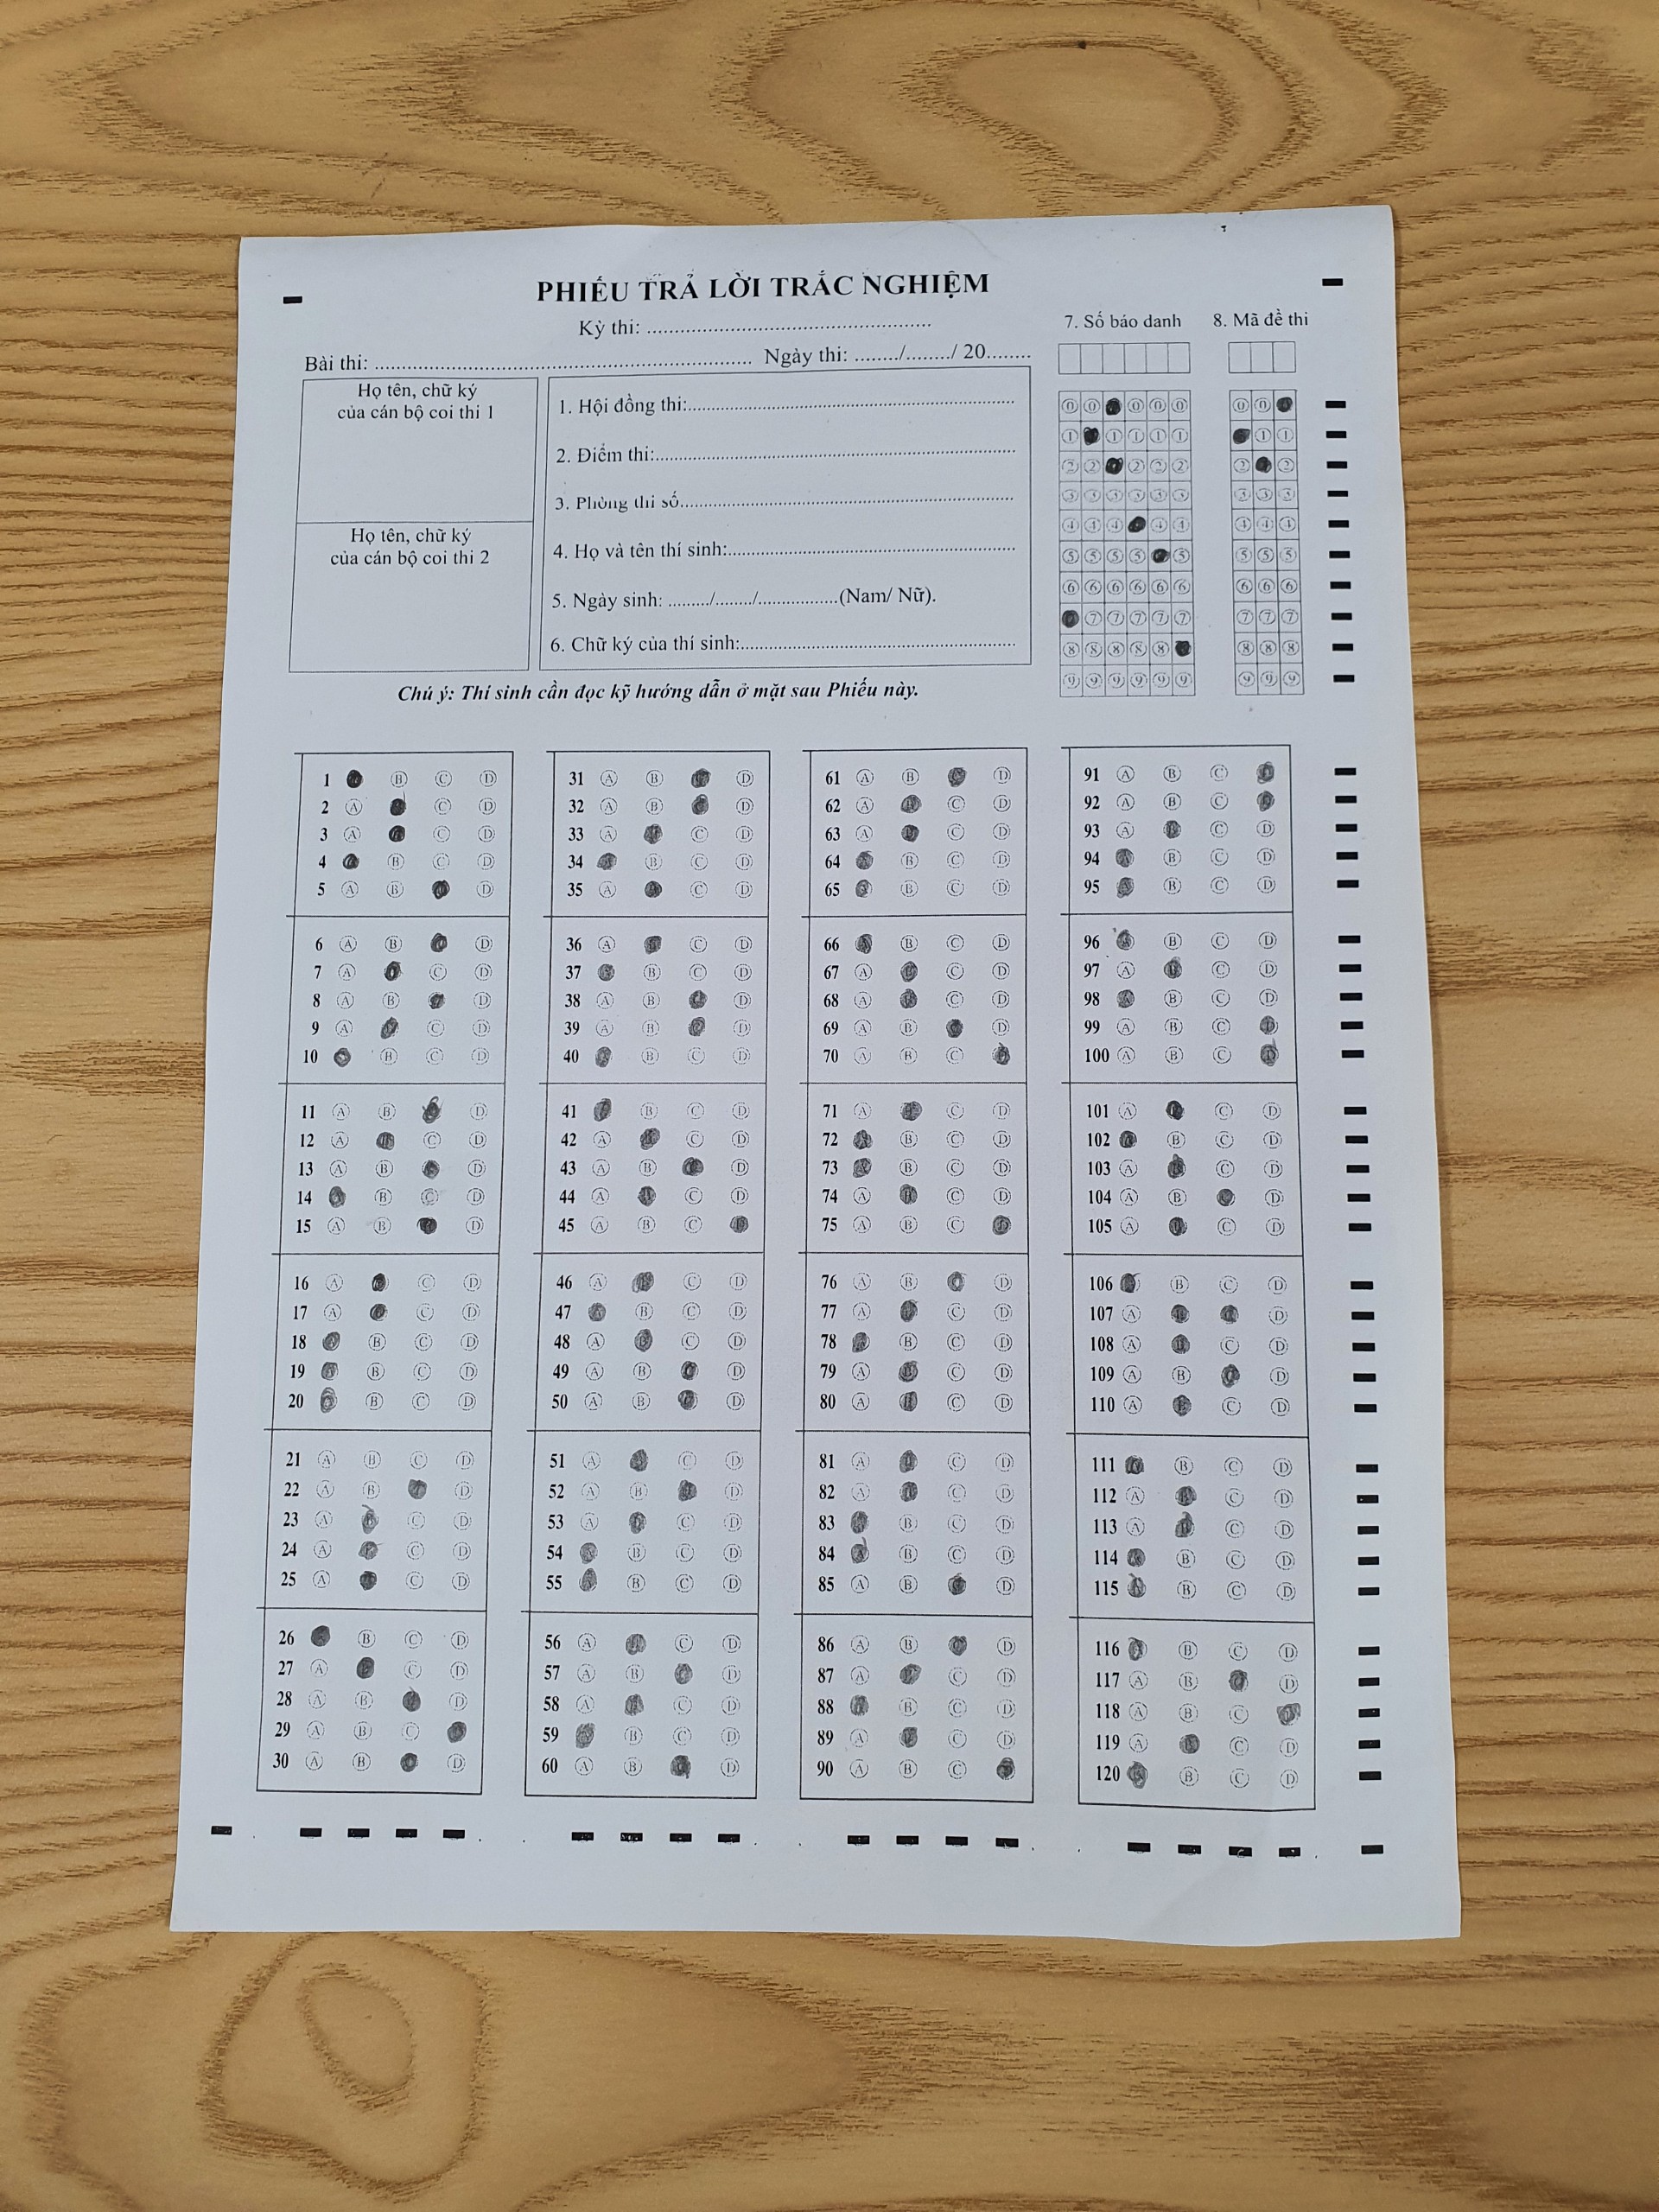 PHIẾU TRẢ LỜI TRẮC NGHIỆM
Kỳ thi: ...................................................
Bài thi: .................................................................... Ngày thi: ......../......../ 20........
Họ tên, chữ ký
của cán bộ coi thi 1
Họ tên, chữ ký
của cán bộ coi thi 2
1. Hội đồng thi:..........................................................
2. Điểm thi:................................................................
3. Phòng thi số...........................................................
4. Họ và tên thí sinh:..................................................
5. Ngày sinh: ........./......../...............(Nam/ Nữ).
6. Chữ ký của thí sinh:................................................
Chú ý: Thí sinh cần đọc kỹ hướng dẫn ở mặt sau Phiếu này.
7. Số báo danh 8. Mã đề thi
0 0 0 0 0 0 0
1 1 1 1 1 1 1
2 2 2 2 2 2 2
3 3 3 3 3 3 3 3 3
4 4 4 4 4 4 4 4
5 5 5 5 5 5 5 5
6 6 6 6 6 6 6 6 6
7 7 7 7 7 7 7 7
8 8 8 8 8 8 8 8
9 9 9 9 9 9 9 9 9
1 B C D
2 A C D
3 A C D
4 B C D
5 A B D
6 A B D
7 A C D
8 A B D
9 A C D
10 B C D
11 A B D
12 A C D
13 A B D
14 B C D
15 A B D
16 A C D
17 A C D
18 A B C D
19 B C D
20 B C D
21 A B C D
22 A B D
23 A B C D
24 A C D
25 A C D
26 B C D
27 A C D
28 A B D
29 A B C
30 A B D
31 A B D
32 A B D
33 A C D
34 A B C D
35 A C D
36 A C D
37 B C D
38 A B D
39 A B D
40 B C D
41 B C D
42 A C D
43 A B D
44 A C D
45 A B C D
46 A C D
47 A B C D
48 A B C D
49 A B D
50 A B D
51 A C D
52 A B D
53 A C D
54 A B C D
55 A B C D
56 A C D
57 A B D
58 A B C D
59 B C D
60 A B D
61 A B C D
62 A C D
63 A C D
64 A B C D
65 A B C D
66 A B C D
67 A C D
68 A B C D
69 A B D
70 A B C
71 A C D
72 A B C D
73 A B C D
74 A B C D
75 A B C D
76 A B C D
77 A C D
78 A B C D
79 A B C D
80 A B C D
81 A C D
82 A C D
83 A B C D
84 A B C D
85 A B D
86 A B C D
87 A C D
88 A B C D
89 A C D
90 A B C
91 A B C
92 A B C
93 A B C D
94 A B C D
95 A B C D
96 A B C D
97 A C D
98 A B C D
99 A B C D
100 A B C D
101 A C D
102 B C D
103 A B C D
104 A B D
105 A C D
106 B C D
107 A B D
108 A B C D
109 A B D
110 A B C D
111 B C D
112 A B C D
113 A B C D
114 A B C D
115 B C D
116 B C D
117 A B D
118 A B C
119 A B C D
120 B C D